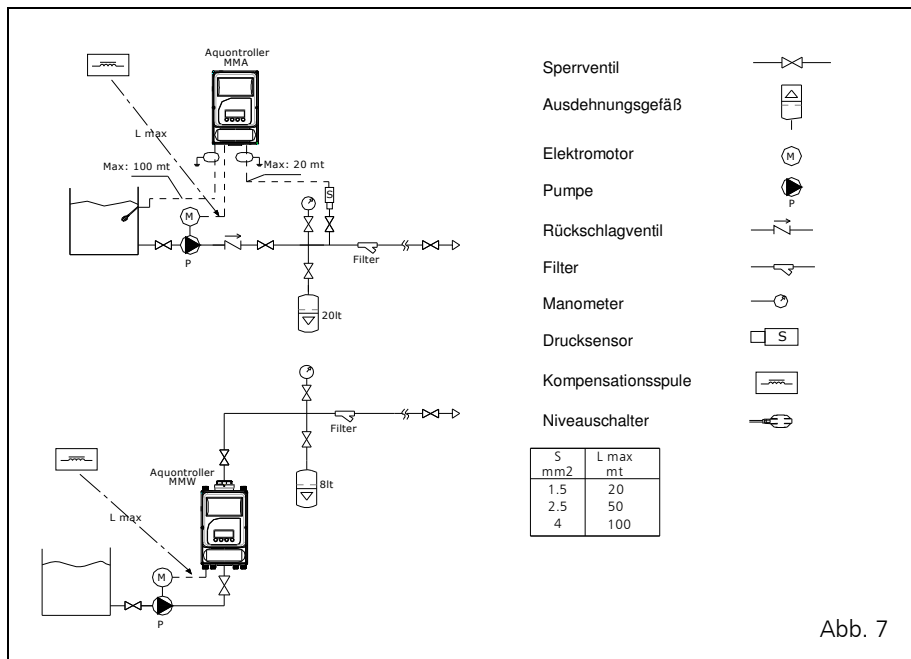 Aquontroller
MMA
L max
Max: 100 mt
Max: 20 mt
S
M
P
Filter
20lt
Filter
8lt
Aquontroller
MMW
L max
M
P
Sperrventil
Ausdehnungsgefäß
Elektromotor
M
Pumpe
P
Rückschlagventil
Filter
Manometer
Drucksensor
S
Kompensationsspule
Niveauschalter
S L max
mm2 mt
1.5 20
2.5 50
4 100
Abb. 7